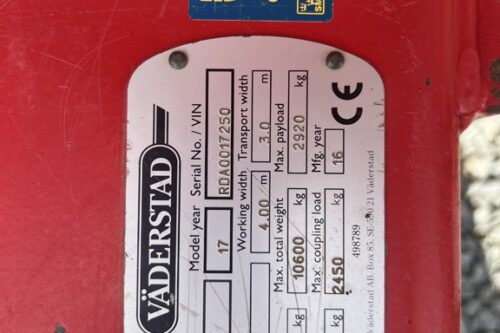 VÄDERSTAD
Serial No. / VIN
RDA0017250
Model year
17
Transport width
3.0 m
Working width
4.00 m
Max. payload
2920 kg
Max. total weight
10600 kg
Mfg. year
16
Max. coupling load
2450 kg
kg
kg
CE
498789
Väderstad AB, Box 85, SE-590 21 Väderstad
SM